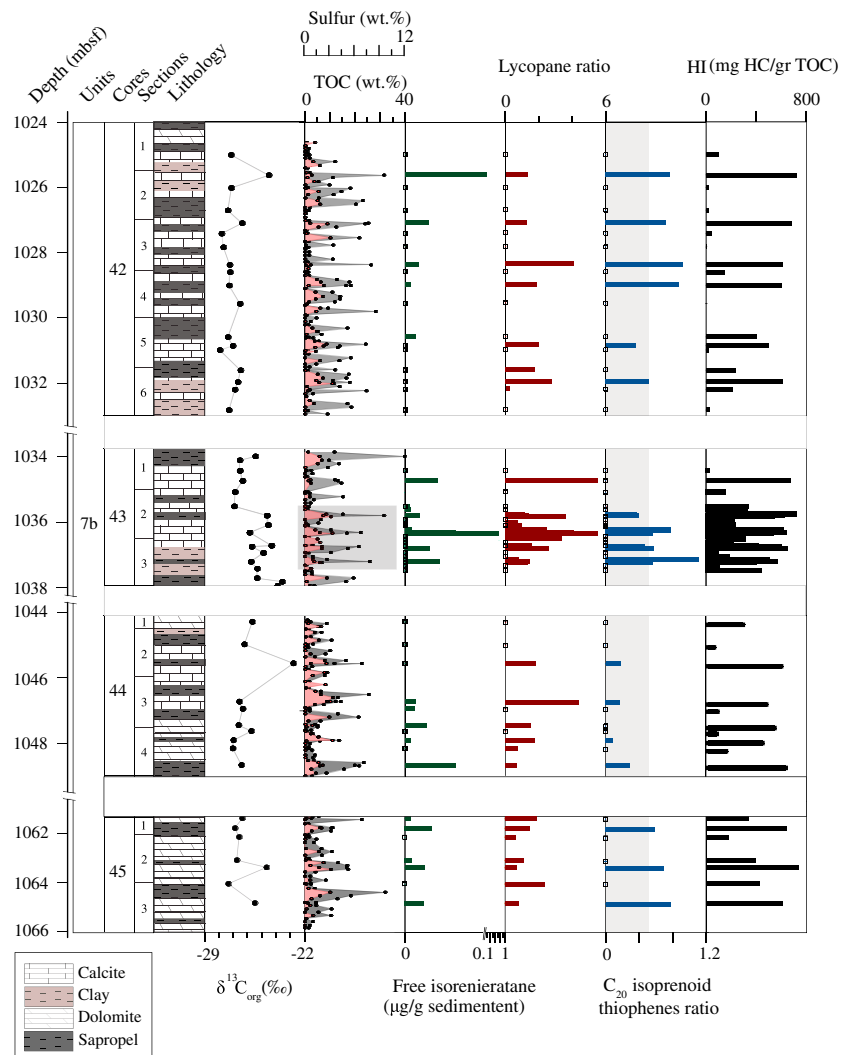 Sulfur (wt.%)
0 12
Depth (mbsf)
Units
Cores
Sections
Lithology
TOC (wt.%)
0 40
Lycopane ratio
0 6
HI (mg HC/gr TOC)
0 800
1024
1026
1028
1030
1032
1034
1036
1038
1044
1046
1048
1062
1064
1066
7b
42
1
2
3
4
5
6
43
1
2
3
44
1
2
3
4
45
1
2
3
-29 -22
δ13Corg(‰)
0 0.1 1
Free isorenieratane
(μg/g sedimentent)
0 1.2
C20 isoprenoid
thiophenes ratio
Calcite
Clay
Dolomite
Sapropel